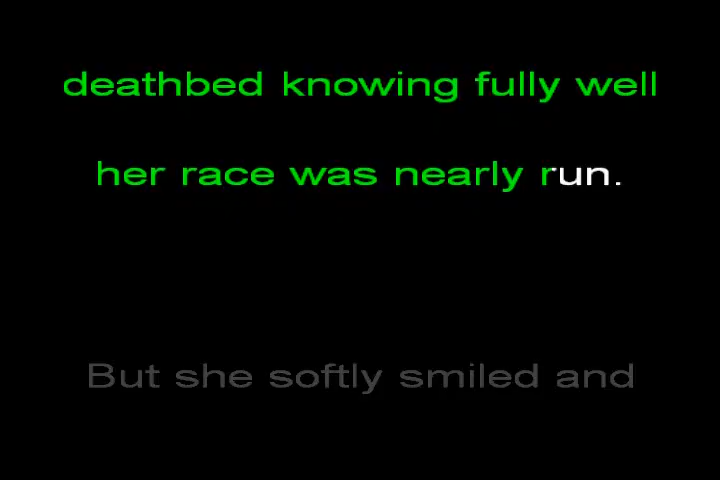 deathbed knowing fully well
her race was nearly run.
But she softly smiled and